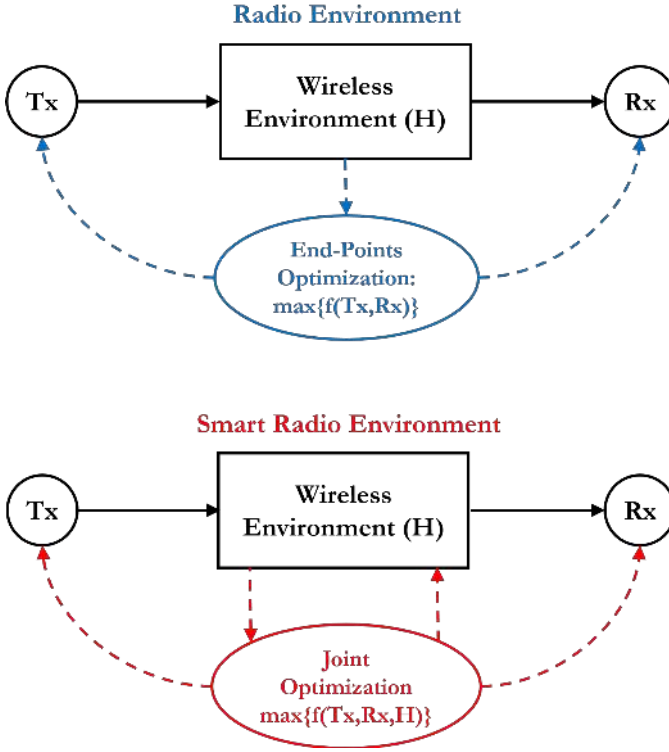 Radio Environment
Tx
Wireless
Environment (H)
Rx
End-Points
Optimization:
max{f(Tx,Rx)}
Smart Radio Environment
Tx
Wireless
Environment (H)
Rx
Joint
Optimization
max{f(Tx,Rx,H)}